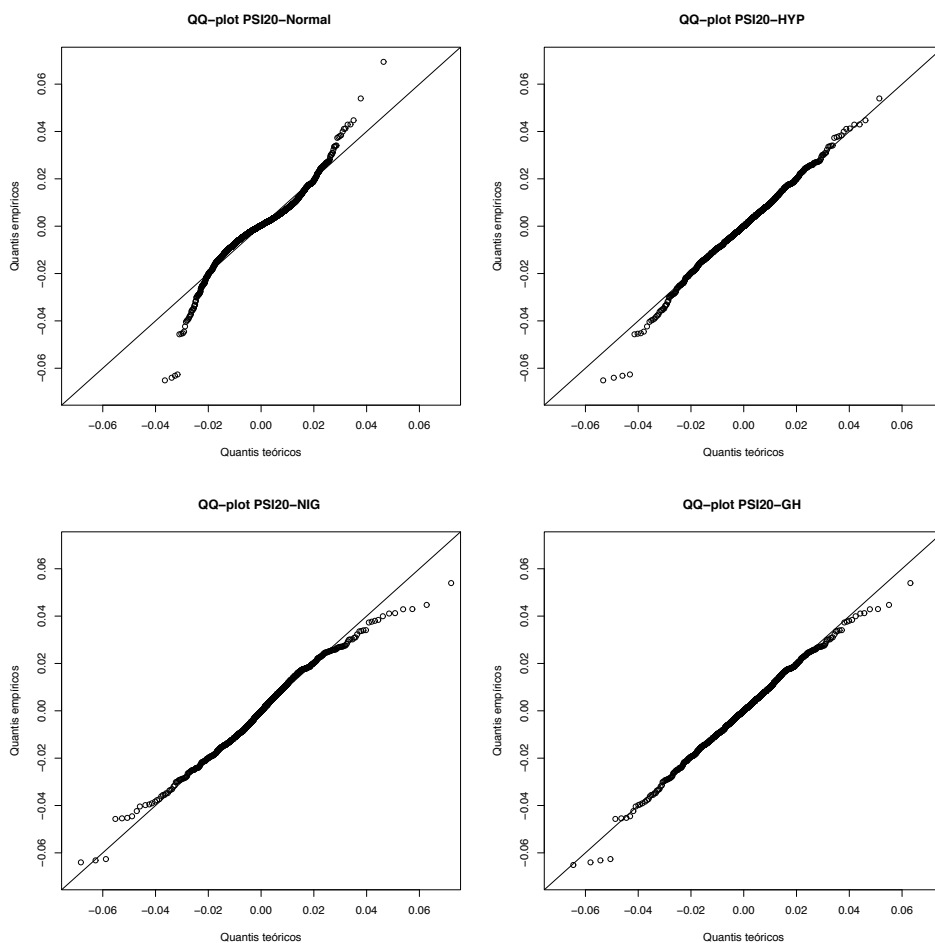 QQ−plot PSI20−Normal
Quantis empíricos
0.06
0.04
0.02
0.00
−0.02
−0.04
−0.06
−0.06 −0.04 −0.02 0.00 0.02 0.04 0.06
Quantis teóricos
QQ−plot PSI20−HYP
Quantis empíricos
0.06
0.04
0.02
0.00
−0.02
−0.04
−0.06
−0.06 −0.04 −0.02 0.00 0.02 0.04 0.06
Quantis teóricos
QQ−plot PSI20−NIG
Quantis empíricos
0.06
0.04
0.02
0.00
−0.02
−0.04
−0.06
−0.06 −0.04 −0.02 0.00 0.02 0.04 0.06
Quantis teóricos
QQ−plot PSI20−GH
Quantis empíricos
0.06
0.04
0.02
0.00
−0.02
−0.04
−0.06
−0.06 −0.04 −0.02 0.00 0.02 0.04 0.06
Quantis teóricos